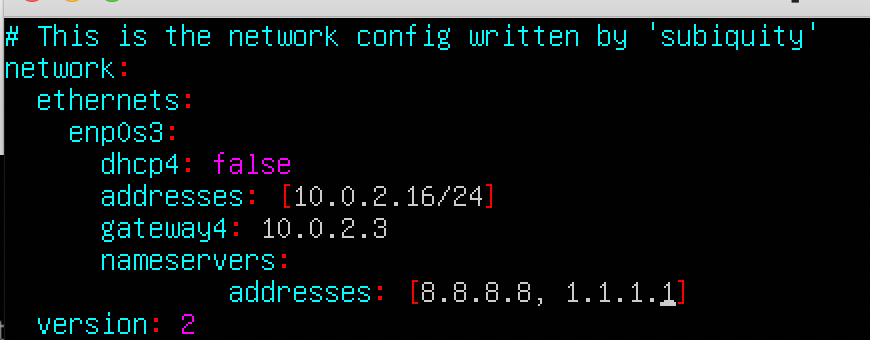 # This is the network config written by 'subiquity'
network:
  ethernets:
    enp0s3:
      dhcp4: false
      addresses: [10.0.2.16/24]
      gateway4: 10.0.2.3
      nameservers:
              addresses: [8.8.8.8, 1.1.1.1]
  version: 2